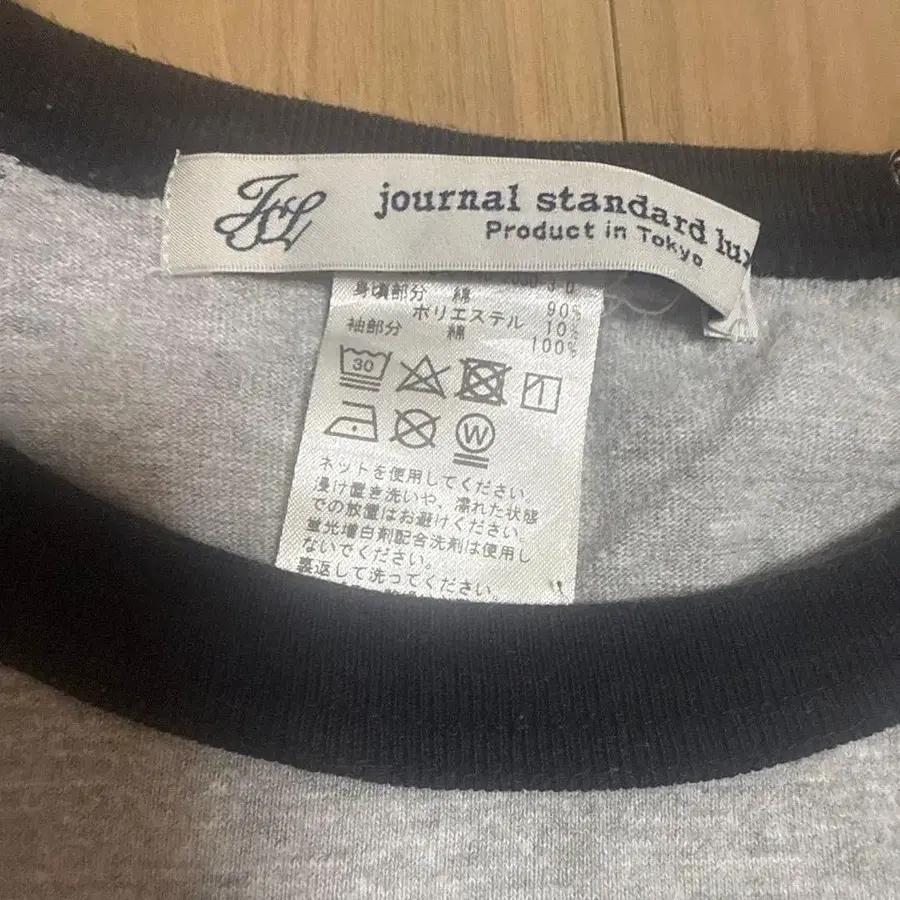 JSL
journal standard lux
Product in Tokyo
身頃部分 綿 90%
ポリエステル 10%
袖部分 綿 100%
30
1
W
ネットを使用してください。
浸け置き洗いや、濡れた状態
での放置はお避けください。
蛍光増白剤配合洗剤は使用し
ないでください。
裏返して洗ってください。